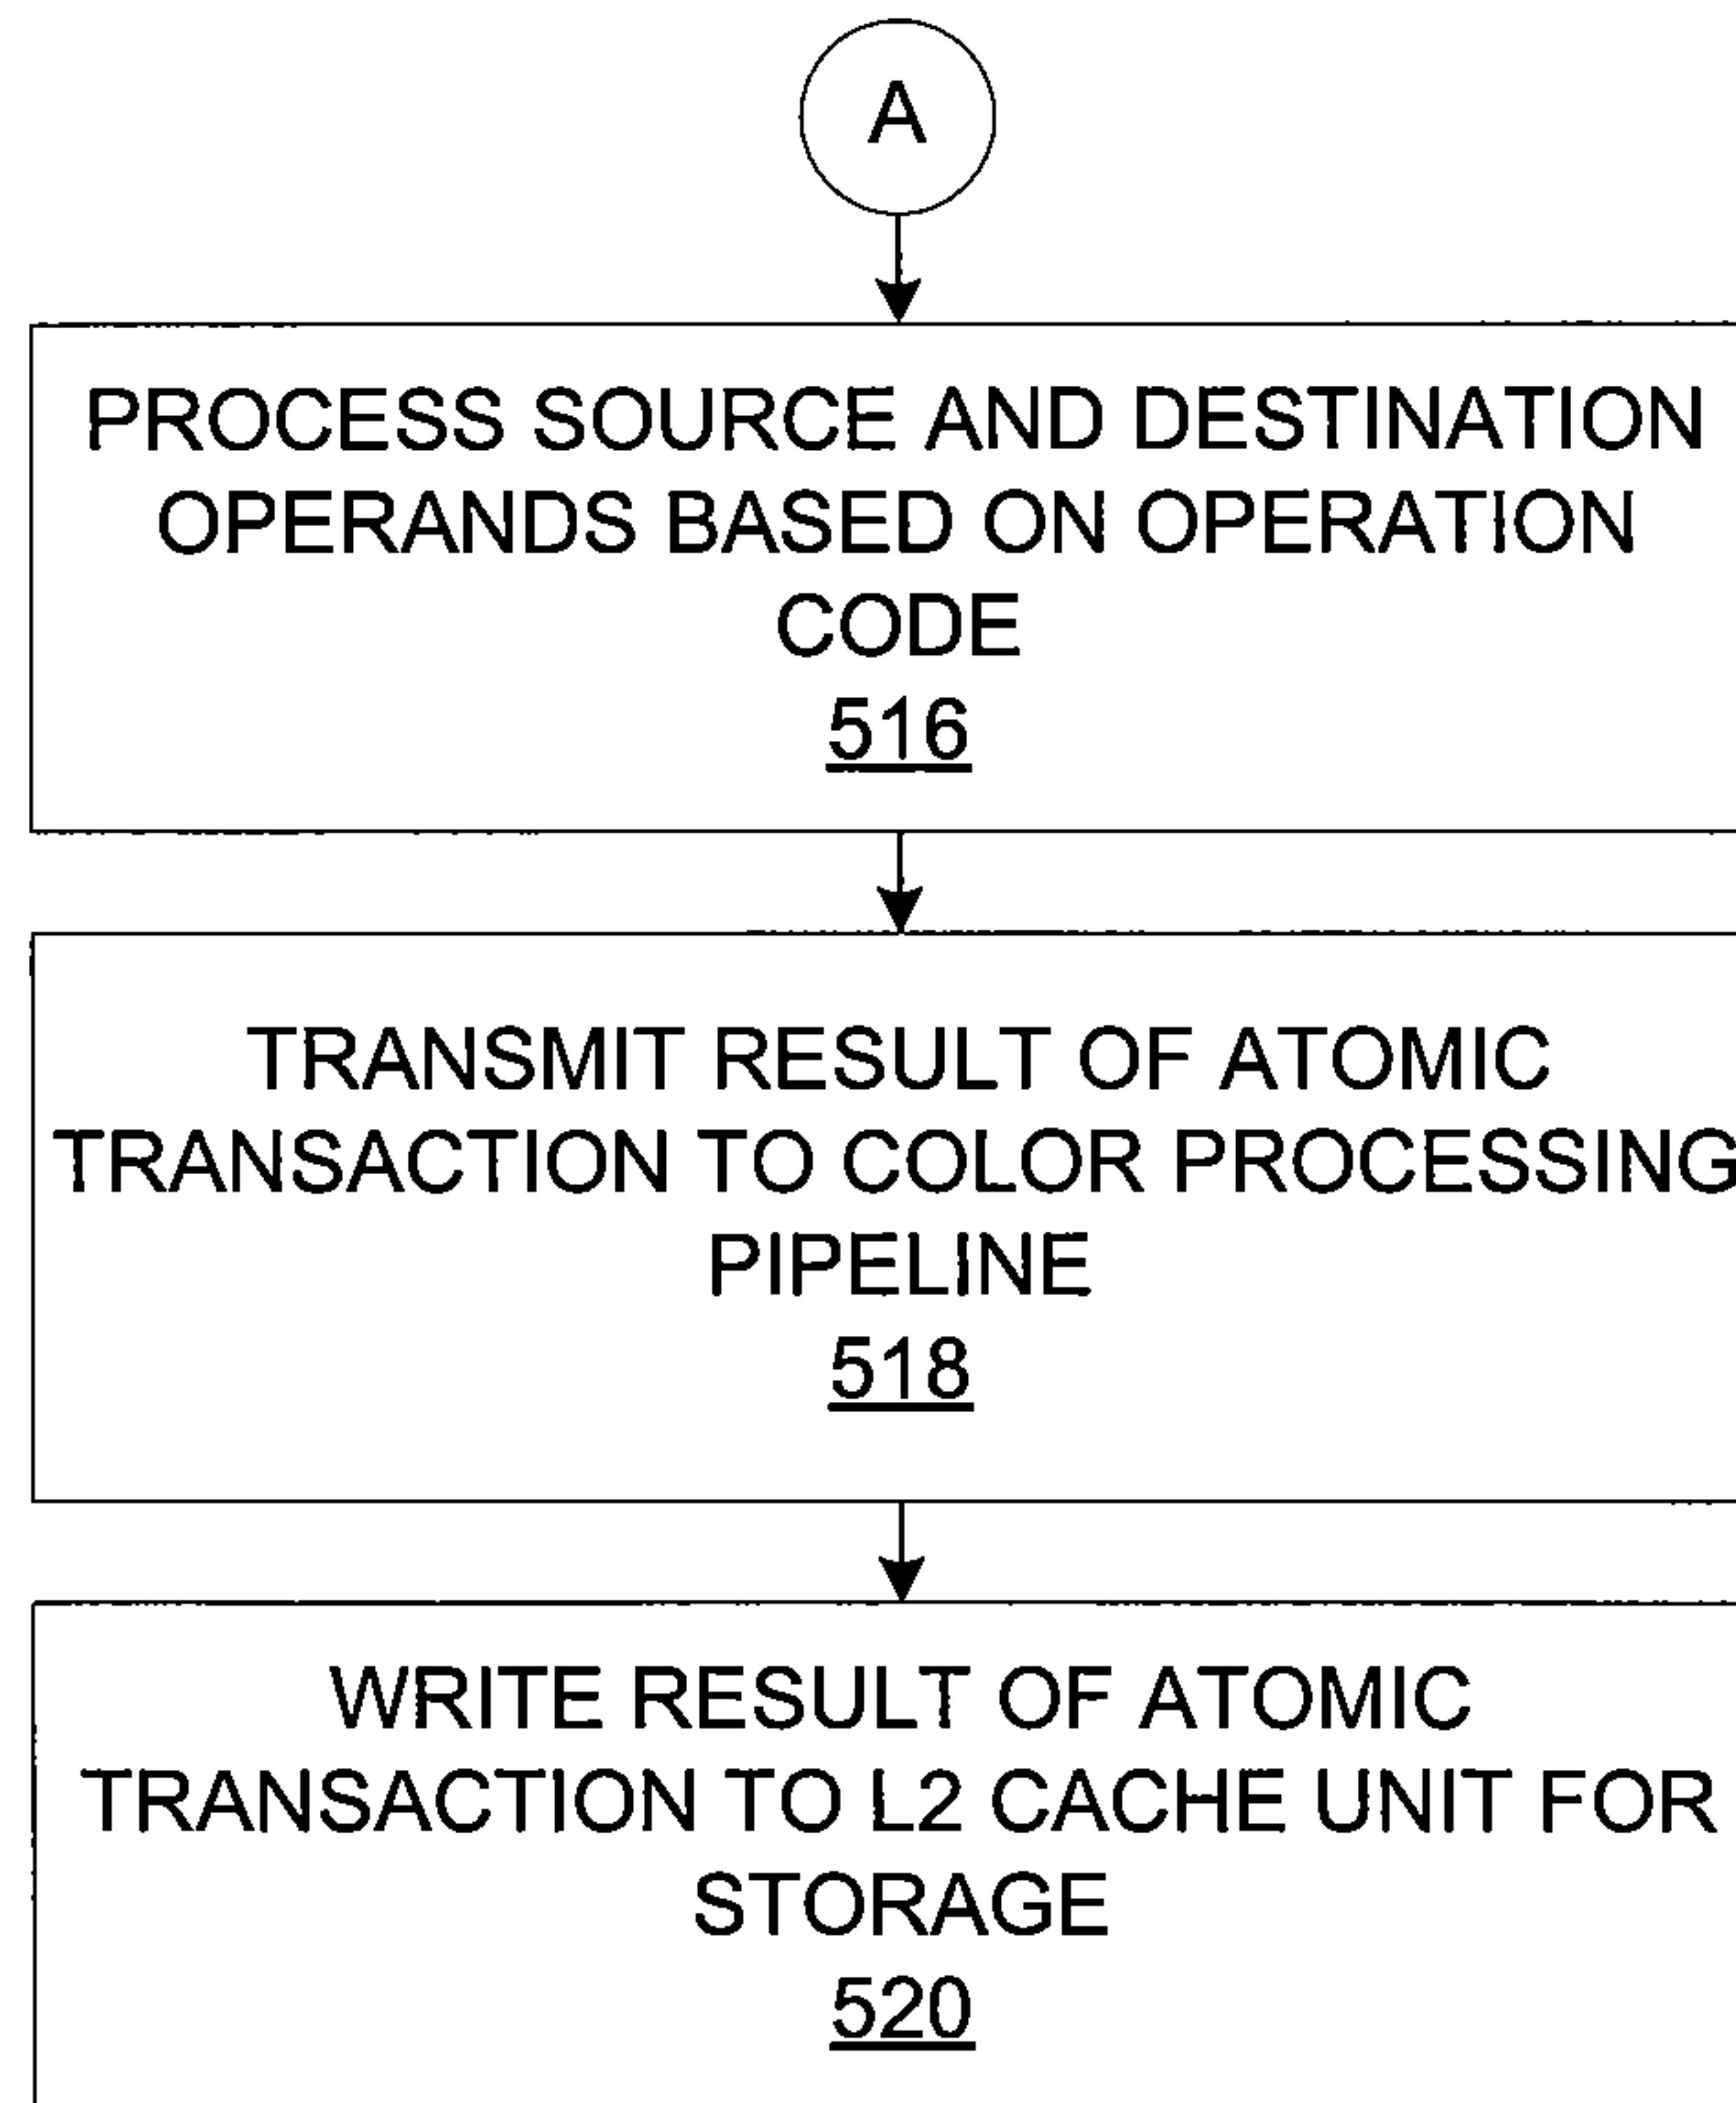 A
PROCESS SOURCE AND DESTINATION
OPERANDS BASED ON OPERATION
CODE
516
TRANSMIT RESULT OF ATOMIC
TRANSACTION TO COLOR PROCESSING
PIPELINE
518
WRITE RESULT OF ATOMIC
TRANSACTION TO L2 CACHE UNIT FOR
STORAGE
520